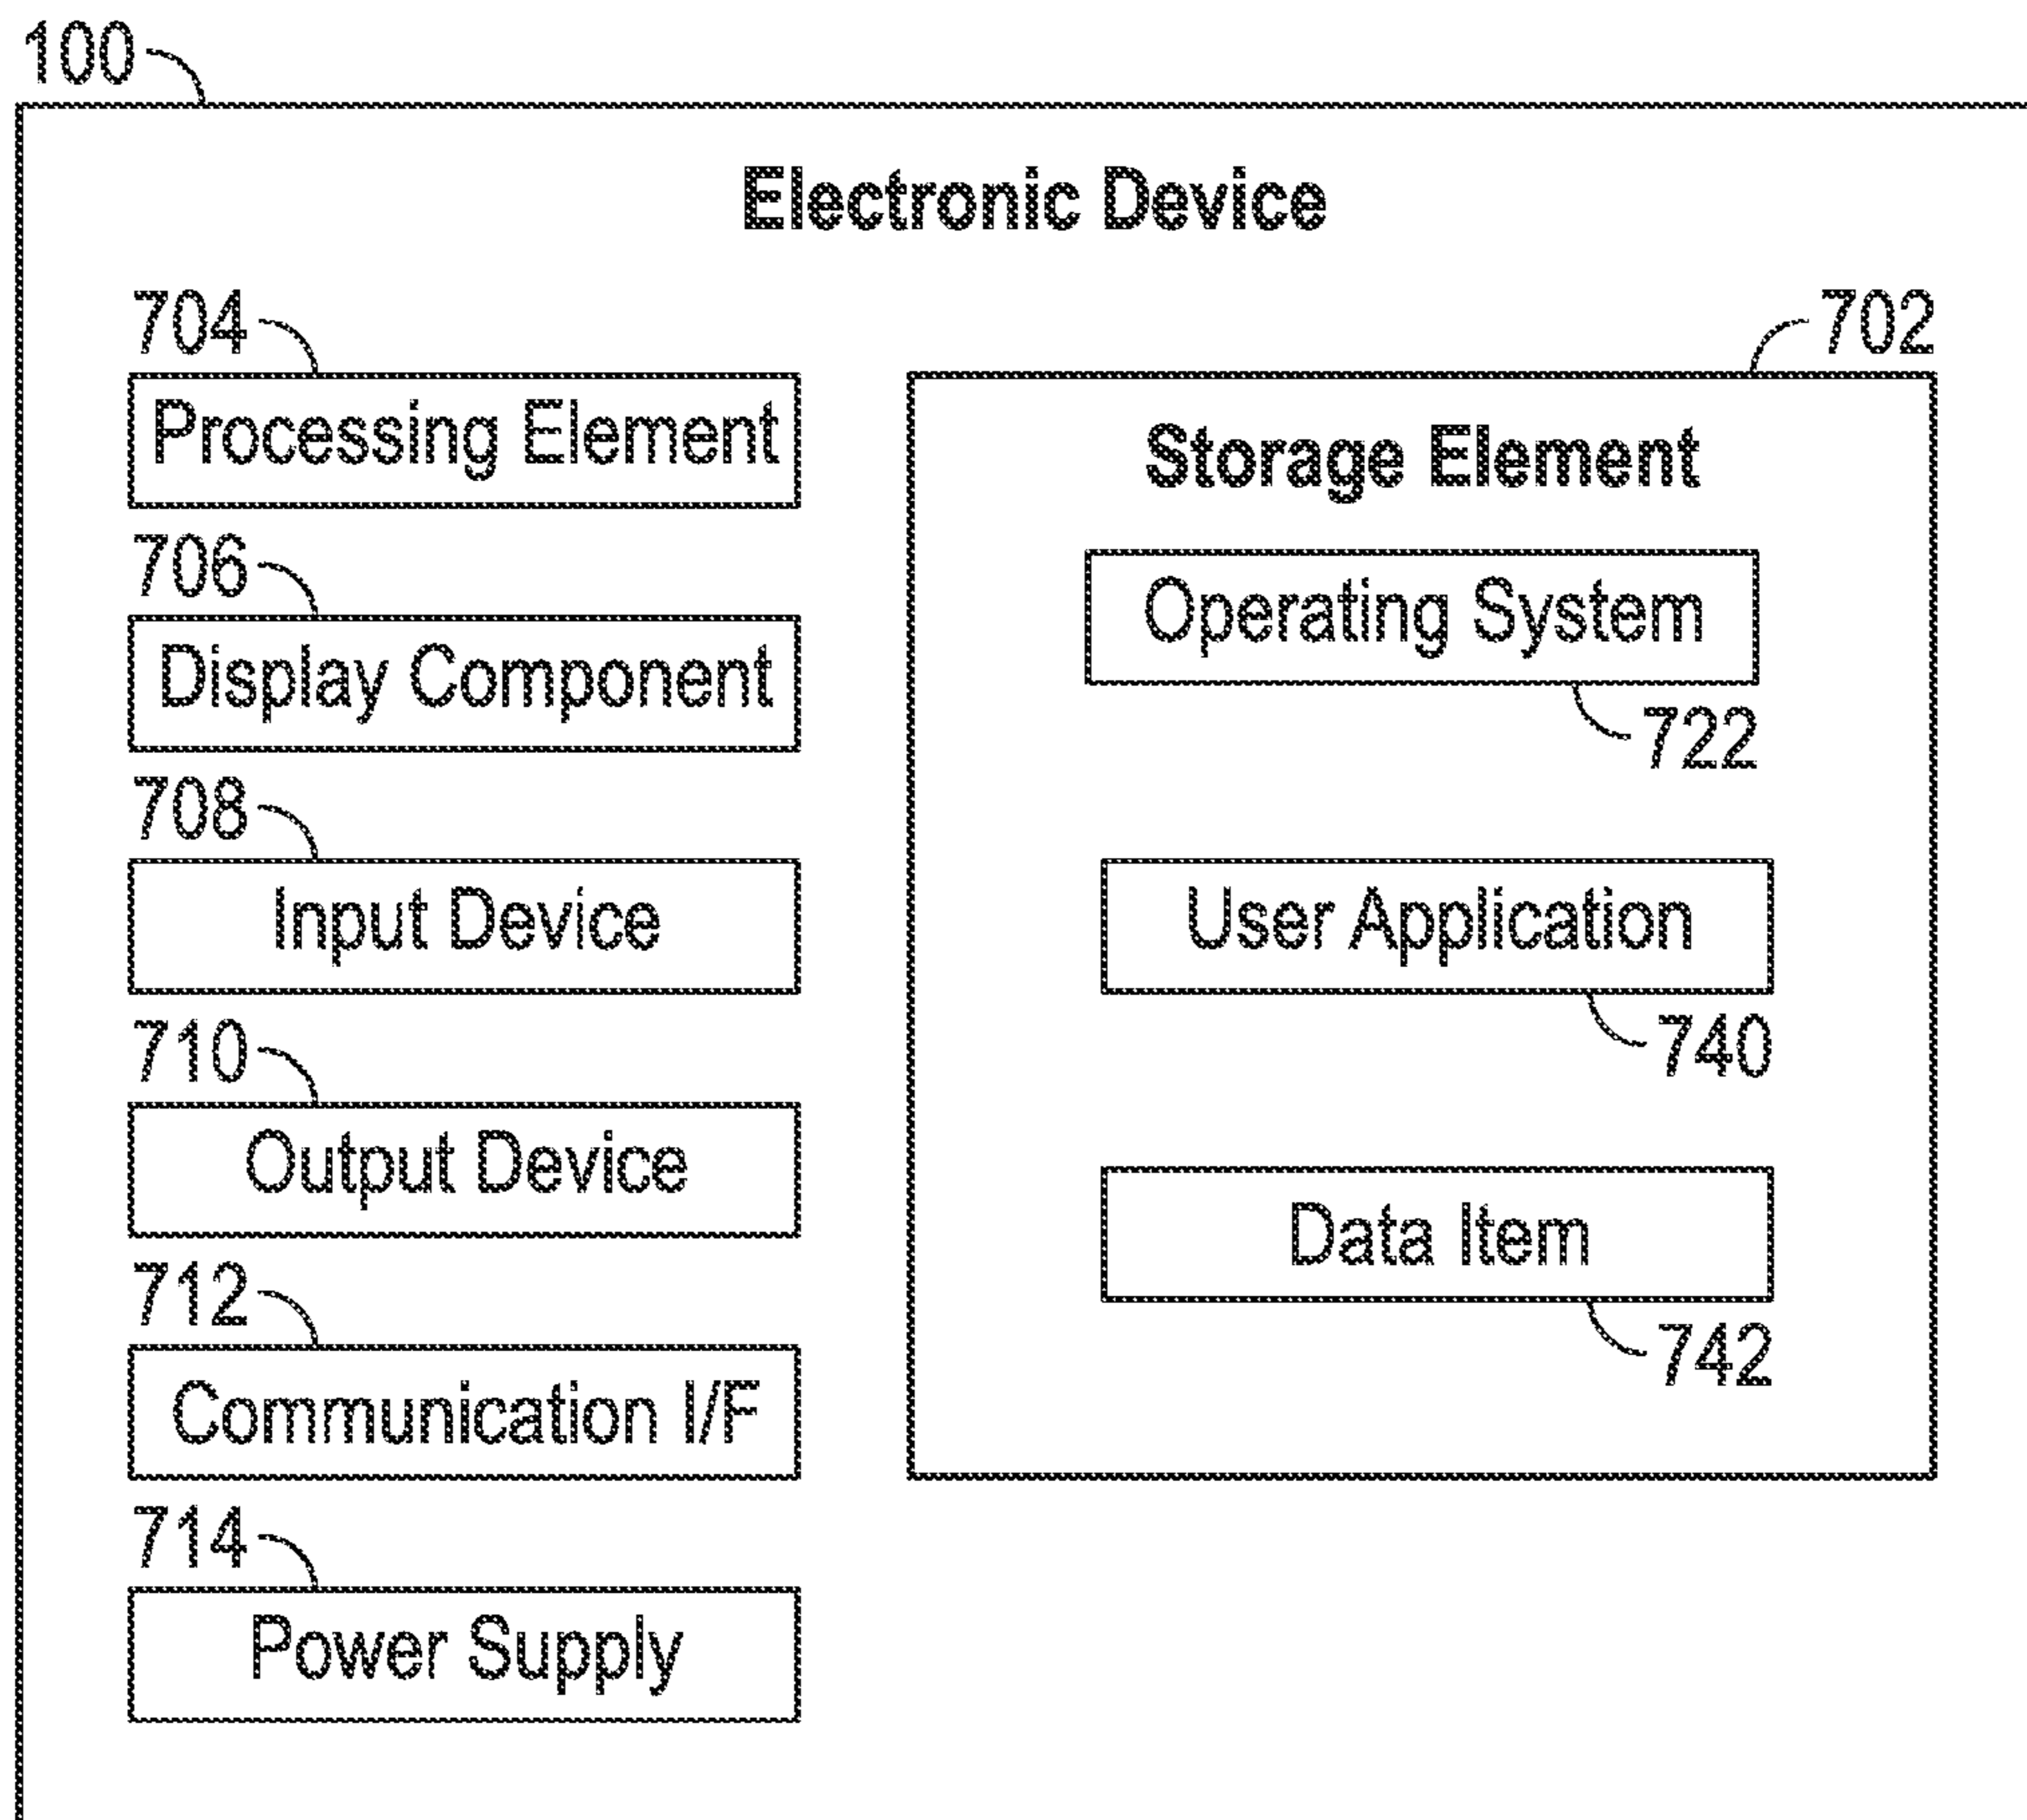 100
Electronic Device
704
Processing Element
706
Display Component
708
Input Device
710
Output Device
712
Communication I/F
714
Power Supply
702
Storage Element
Operating System
722
User Application
740
Data Item
742